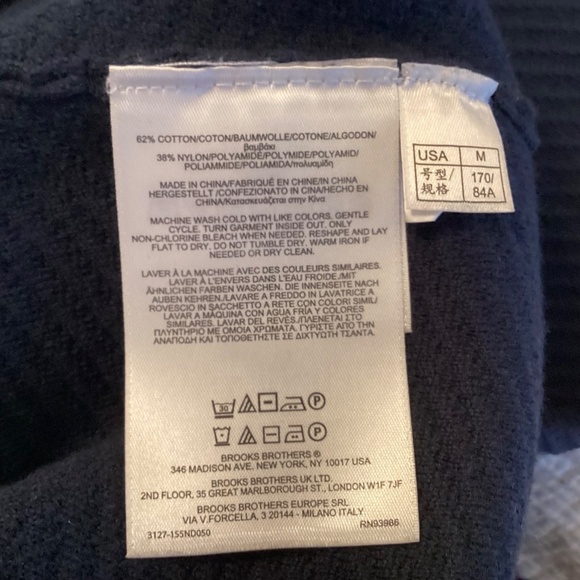 62% COTTON/COTON/BAUMWOLLE/COTONE/ALGODON/
βαμβάκι
38% NYLON/POLYAMIDE/POLYMIDE/POLYAMID/
POLIAMMIDE/POLIAMIDA/πολυαμίδη
MADE IN CHINA/FABRIQUÉ EN CHINE/IN CHINA
HERGESTELLT/CONFEZIONATO IN CINA/HECHO EN
CHINA/Κατασκευάζεται στην Κίνα
MACHINE WASH COLD WITH LIKE COLORS. GENTLE
CYCLE. TURN GARMENT INSIDE OUT. ONLY
NON-CHLORINE BLEACH WHEN NEEDED. RESHAPE AND LAY
FLAT TO DRY. DO NOT TUMBLE DRY. WARM IRON IF
NEEDED OR DRY CLEAN.
LAVER À LA MACHINE AVEC DES COULEURS SIMILAIRES.
LAVER À L'ENVERS DANS L'EAU FROIDE./MIT
ÄHNLICHEN FARBEN WASCHEN, DIE INNENSEITE NACH
AUßEN KEHREN./LAVARE A FREDDO IN LAVATRICE A
ROVESCIO IN SACCHETTO A RETE CON COLORI SIMILI/
LAVAR A MÁQUINA CON AGUA FRÍA Y COLORES
SIMILARES. LAVAR DEL REVÉS./ΠΛΕΝΕΤΑΙ ΣΤΟ
ΠΛΥΝΤΗΡΙΟ ΜΕ ΟΜΟΙΑ ΧΡΩΜΑΤΑ. ΓΥΡΙΣΤΕ ΑΠΟ ΤΗΝ
ΑΝΑΠΟΔΗ ΚΑΙ ΤΟΠΟΘΕΤΗΣΤΕ ΣΕ ΔΙΧΤΥΩΤΗ ΤΣΑΝΤΑ.
30 P
P
BROOKS BROTHERS ®
346 MADISON AVE. NEW YORK, NY 10017 USA
BROOKS BROTHERS UK LTD.
2ND FLOOR, 35 GREAT MARLBOROUGH ST., LONDON W1F 7JF
BROOKS BROTHERS EUROPE SRL
VIA V.FORCELLA, 3 20144 - MILANO ITALY
3127-155ND050 RN93966
USA M
号型/ 170/
规格 84A